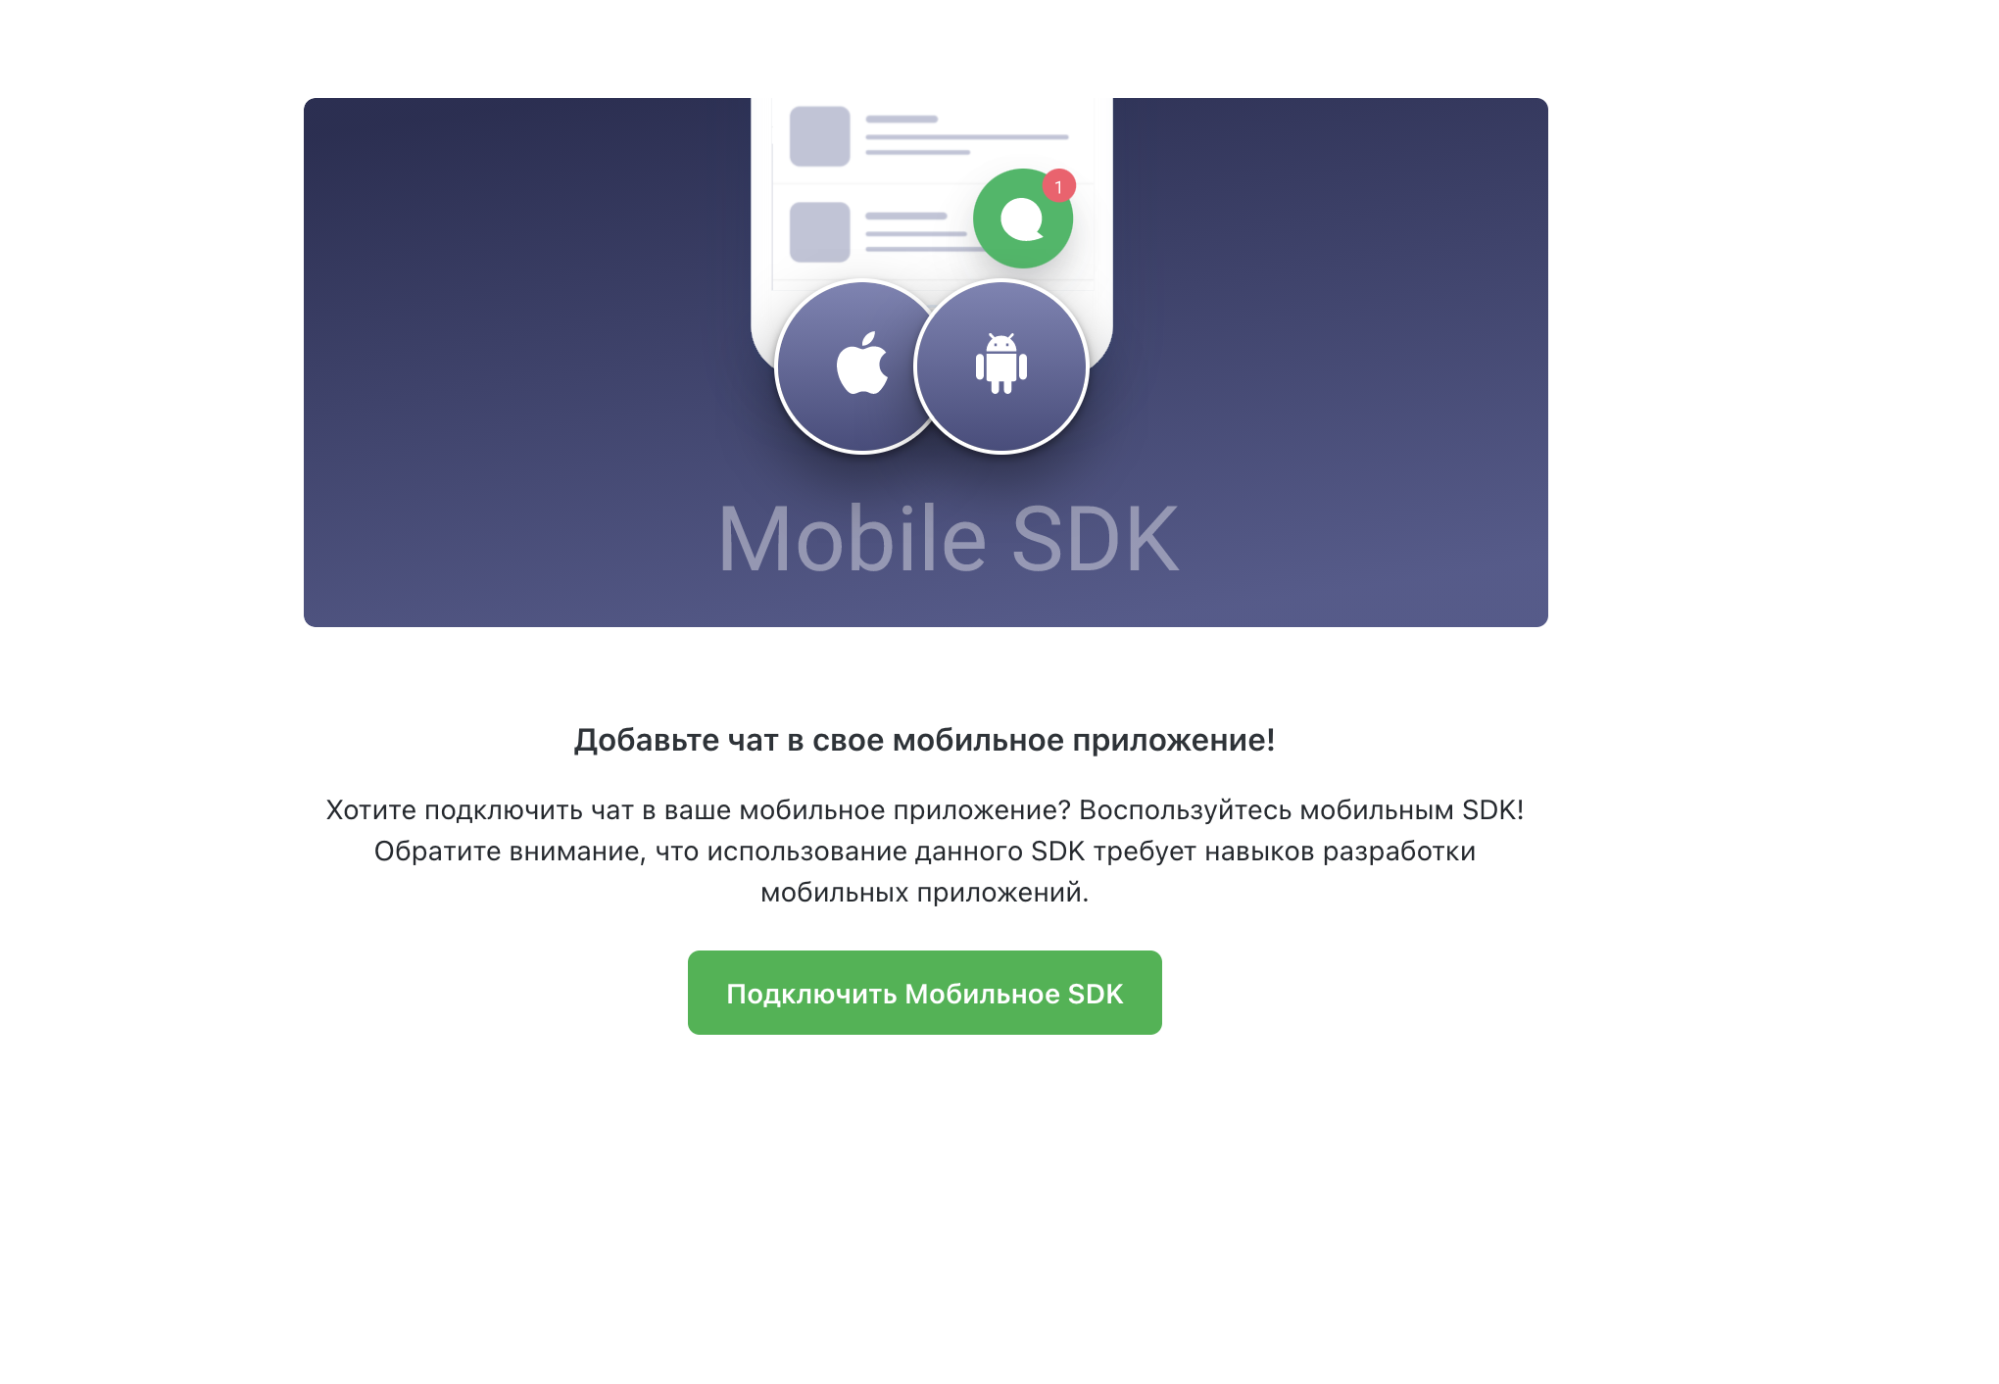 1
Mobile SDK
Добавьте чат в свое мобильное приложение!
Хотите подключить чат в ваше мобильное приложение? Воспользуйтесь мобильным SDK!
Обратите внимание, что использование данного SDK требует навыков разработки
мобильных приложений.
Подключить Мобильное SDK